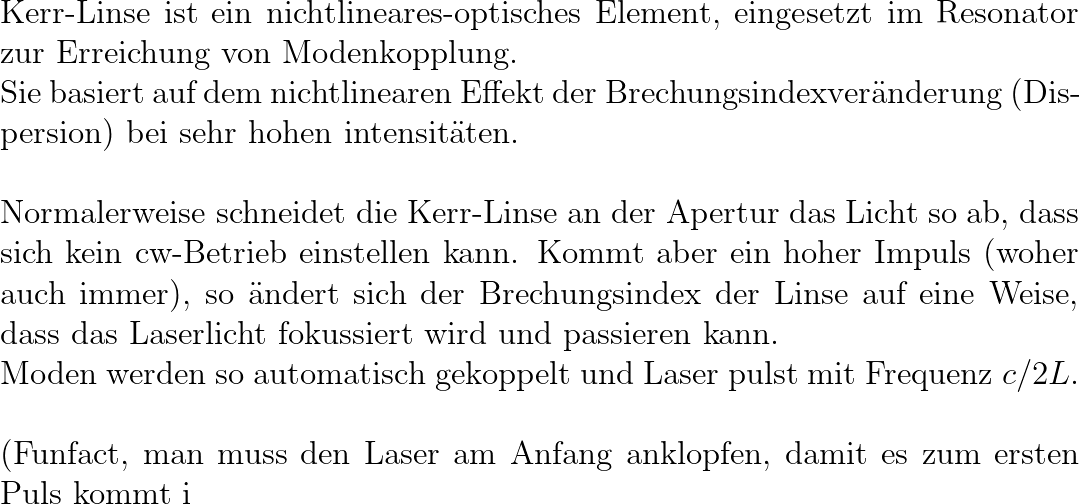 Kerr-Linse ist ein nichtlineares-optisches Element, eingesetzt im Resonator
zur Erreichung von Modenkopplung.
Sie basiert auf dem nichtlinearen Effekt der Brechungsindexveränderung (Dis-
persion) bei sehr hohen intensitäten.
Normalerweise schneidet die Kerr-Linse an der Apertur das Licht so ab, dass
sich kein cw-Betrieb einstellen kann. Kommt aber ein hoher Impuls (woher
auch immer), so ändert sich der Brechungsindex der Linse auf eine Weise,
dass das Laserlicht fokussiert wird und passieren kann.
Moden werden so automatisch gekoppelt und Laser pulst mit Frequenz c/2L.
(Funfact, man muss den Laser am Anfang anklopfen, damit es zum ersten
Puls kommt i